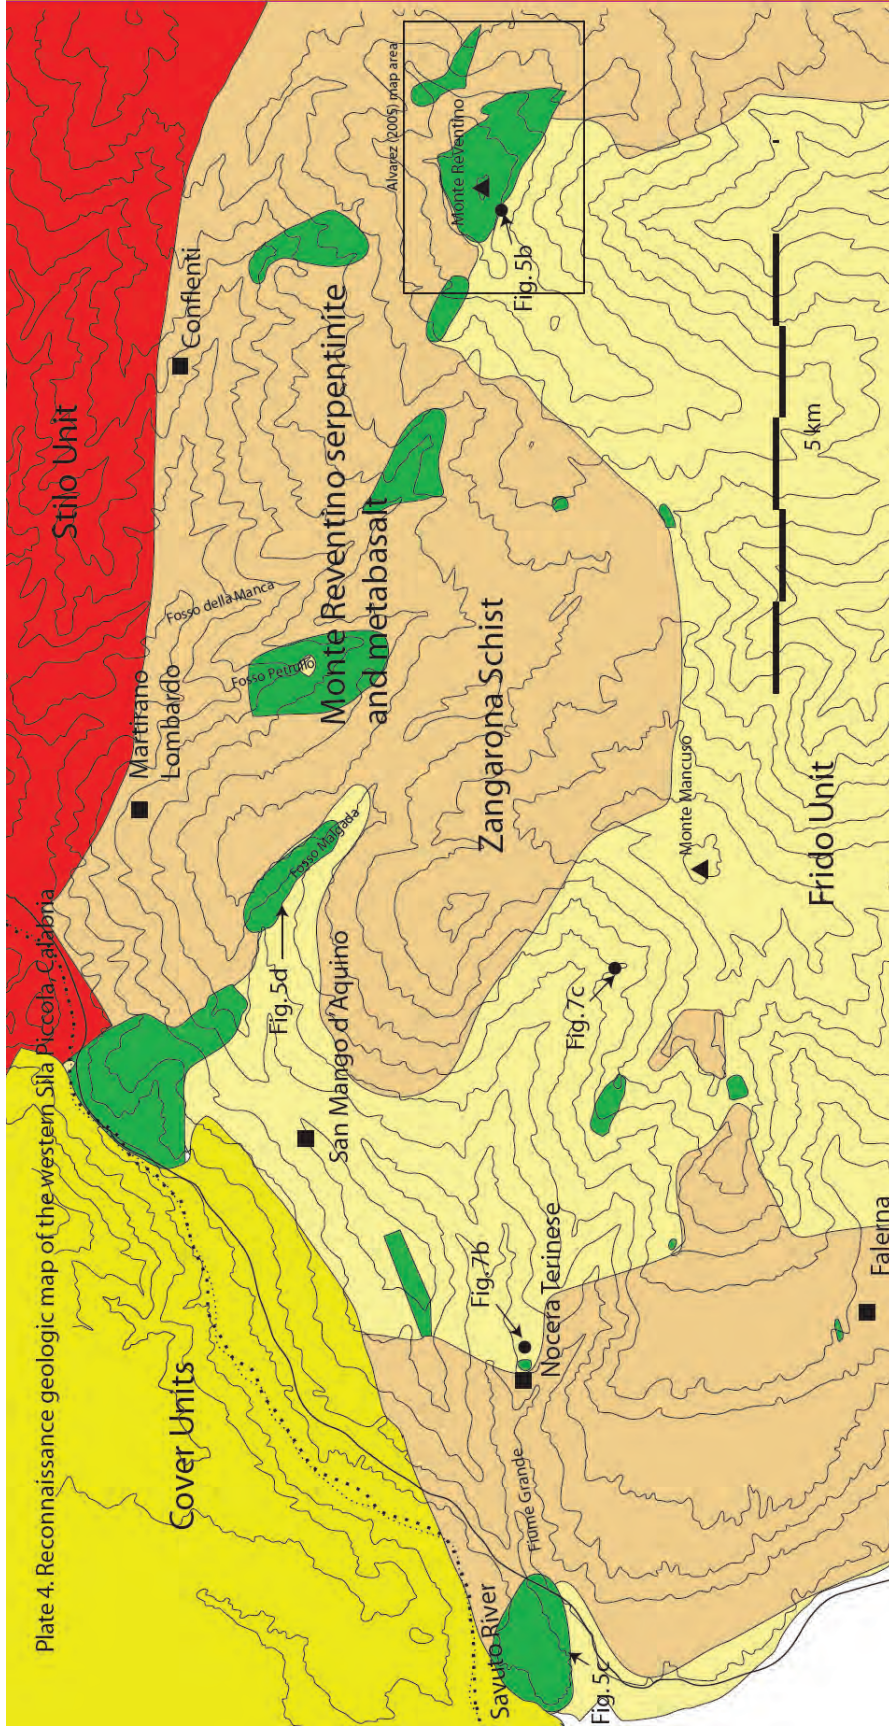 Plate 4. Reconnaissance geologic map of the western Sila Piccola, Calabria
Stilo Unit
Cover Units
Martirano
Lombardo
Conflenti
Fosso della Manca
Fosso Petrullo
Monte Reventino serpentinite
and metabasalt
Alvarez (2005) map area
Monte Reventino
Fig. 5b
Fosso Malgada
Fig. 5d
San Mango d'Aquino
Zangarona Schist
Savuto River
Fiume Grande
Fig. 5c
Fig. 7b
Nocera Terinese
Fig. 7c
Monte Mancuso
Frido Unit
5 km
Falerna